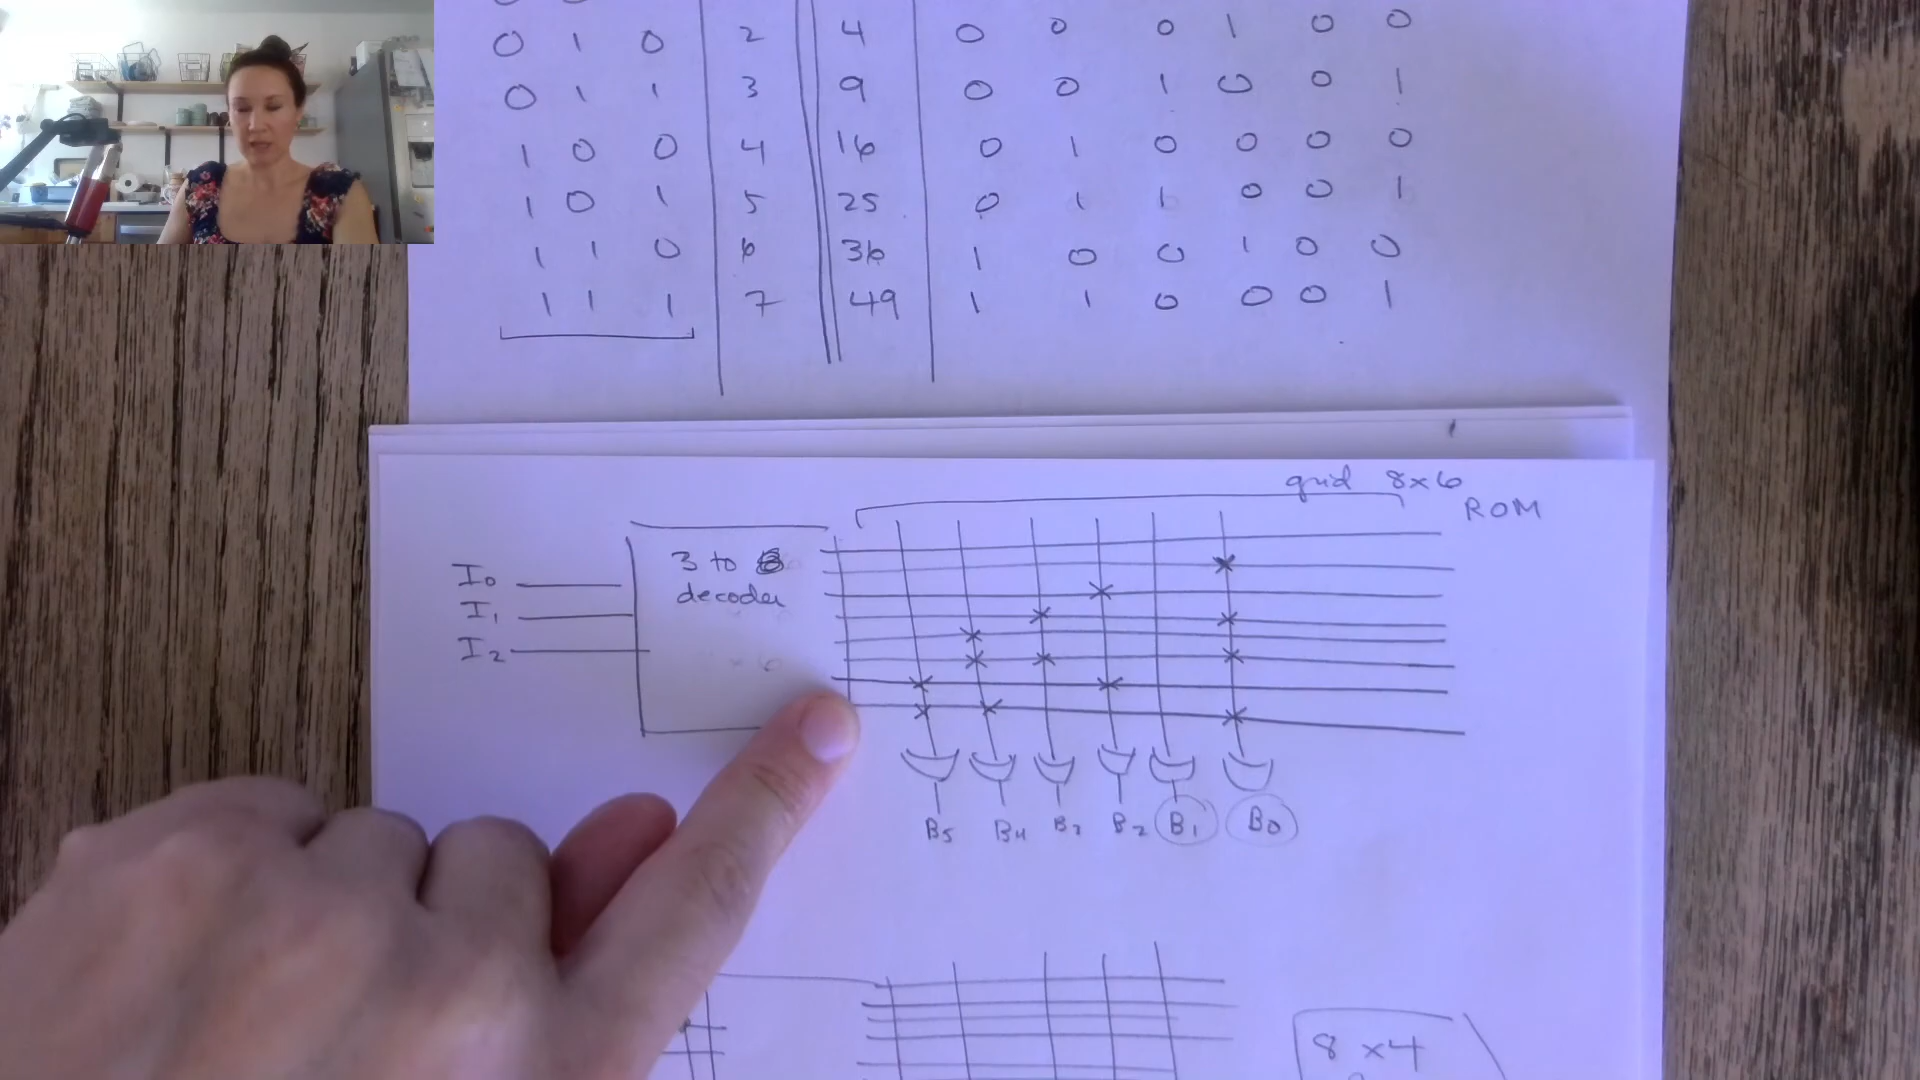 0 1 0 2 4 0 0 0 1 0 0
0 1 1 3 9 0 0 1 0 0 1
1 0 0 4 16 0 1 0 0 0 0
1 0 1 5 25 0 1 1 0 0 1
1 1 0 6 36 1 0 0 1 0 0
1 1 1 7 49 1 1 0 0 0 1
grid 8x6
ROM
3 to 8
decoder
I0
I1
I2
x 6
B5 B4 B3 B2 B1 B0
8 x4